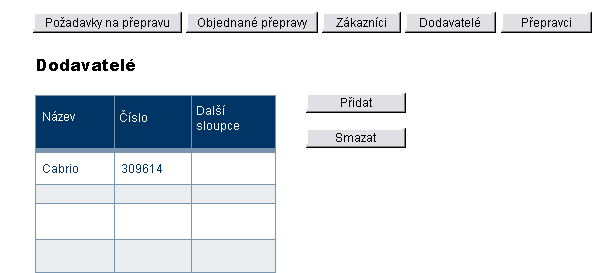 Požadavky na přepravu Objednané přepravy Zákazníci Dodavatelé Přepravci
Dodavatelé
Název Číslo Další sloupce
Cabrio 309614
Přidat
Smazat